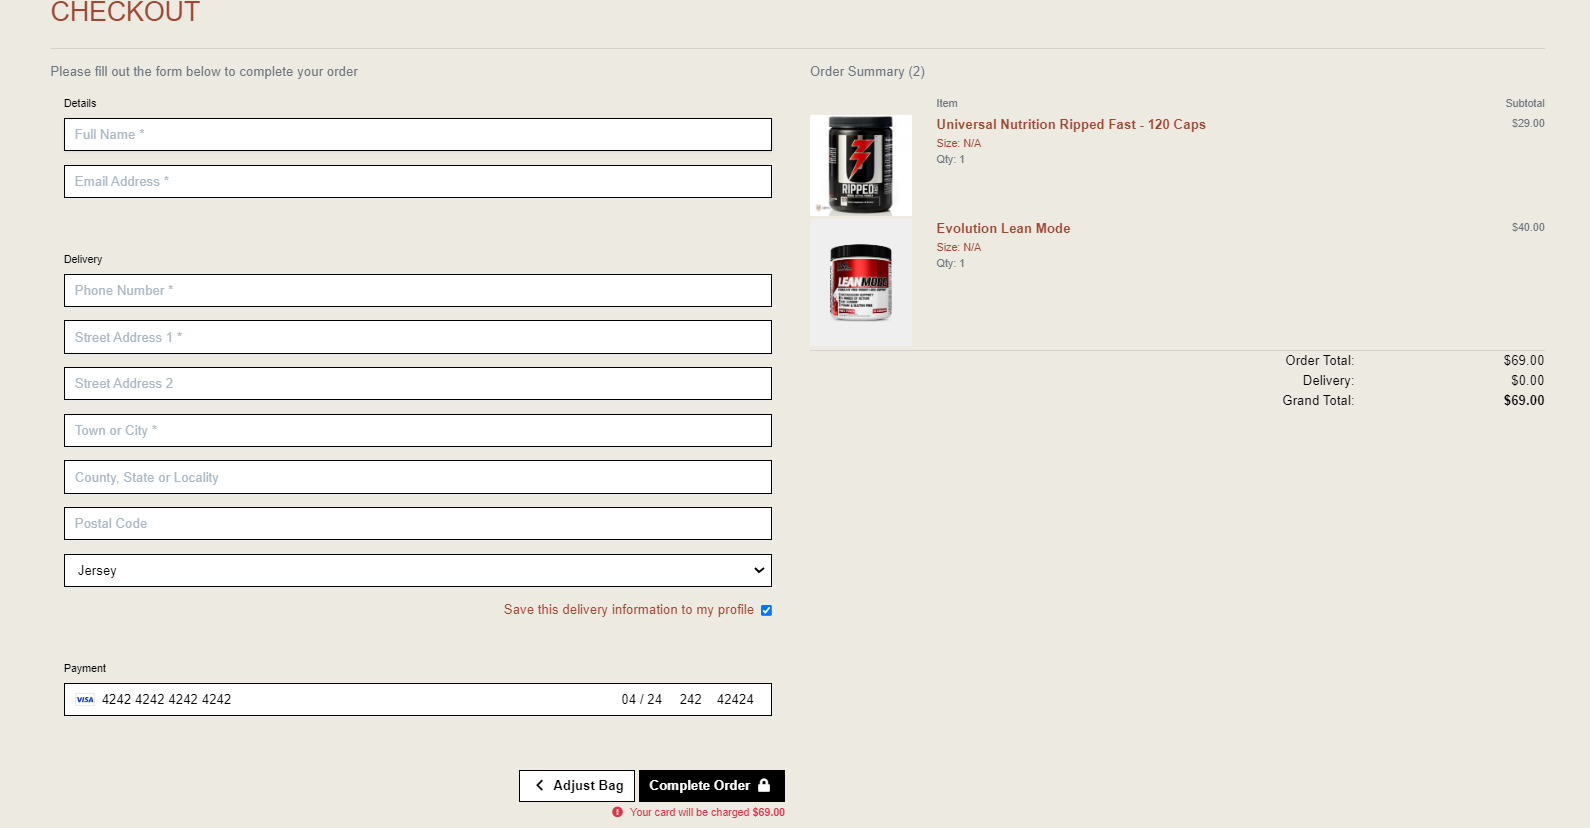 CHECKOUT
Please fill out the form below to complete your order
Details
Full Name *
Email Address *
Delivery
Phone Number *
Street Address 1 *
Street Address 2
Town or City *
County, State or Locality
Postal Code
Jersey
Save this delivery information to my profile
Payment
VISA 4242 4242 4242 4242 04 / 24 242 42424
Adjust Bag
Complete Order
Your card will be charged $69.00
Order Summary (2)
Item Subtotal
Universal Nutrition Ripped Fast - 120 Caps $29.00
Size: N/A
Qty: 1
RIPPED
Evolution Lean Mode $40.00
Size: N/A
Qty: 1
LEANMODE
Order Total: $69.00
Delivery: $0.00
Grand Total: $69.00